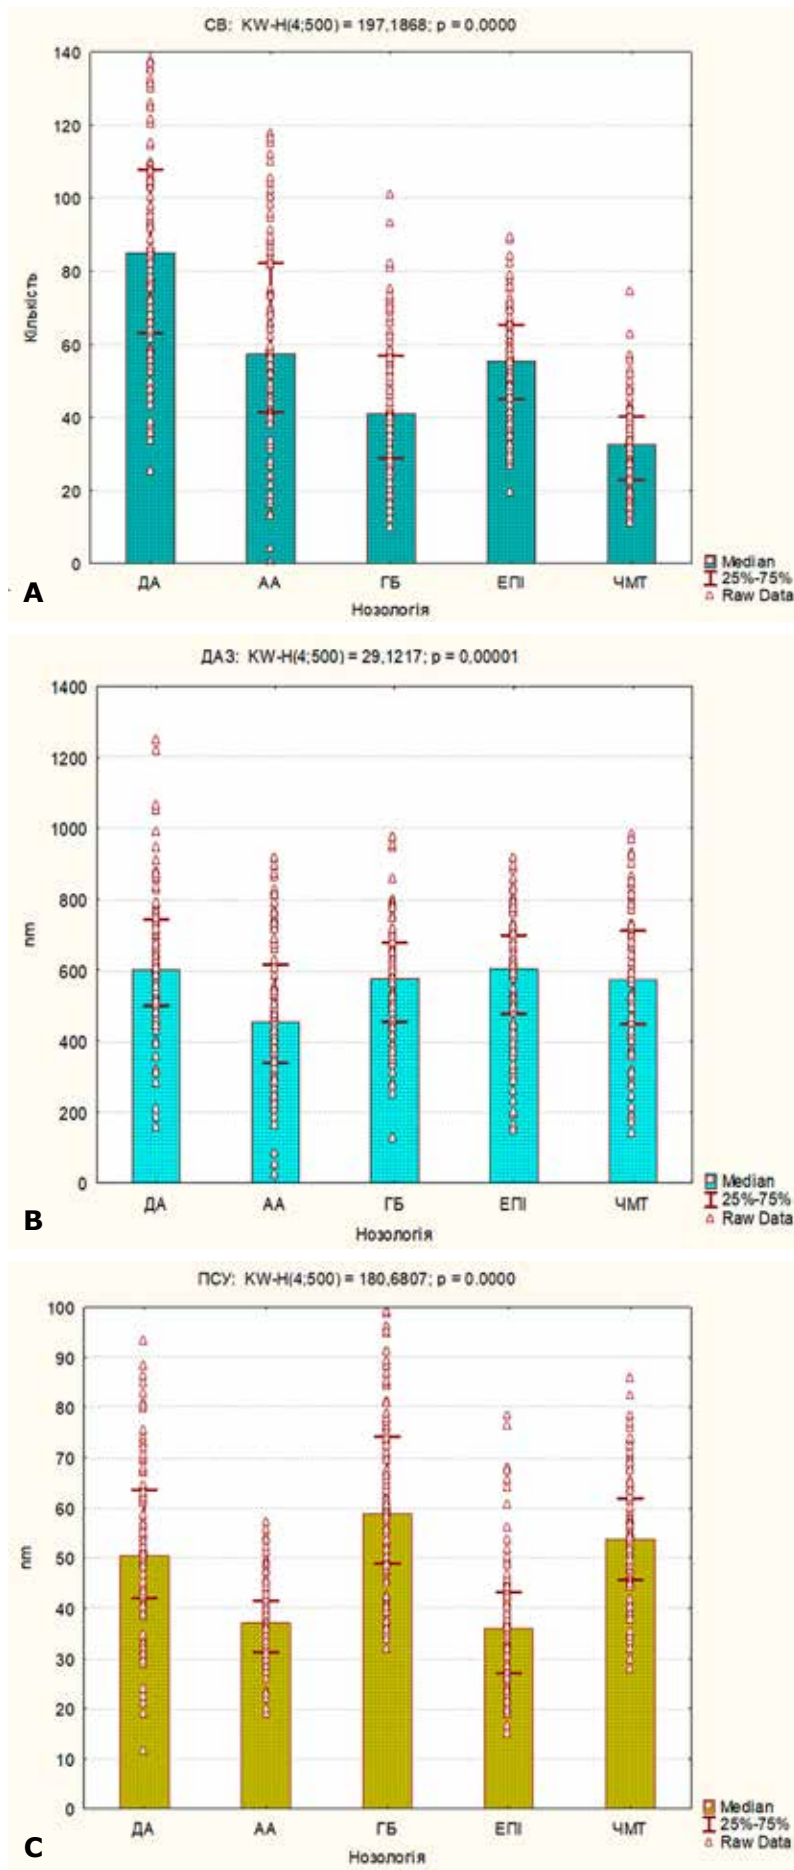 СВ: KW-H(4;500) = 197,1868; p = 0,0000
140
120
100
80
60
40
20
0
Кількість
ДА АА ГБ ЕПІ ЧМТ
Нозологія
Median
25%-75%
Raw Data
A
ДАЗ: KW-H(4;500) = 29,1217; p = 0,00001
1400
1200
1000
800
600
400
200
0
nm
ДА АА ГБ ЕПІ ЧМТ
Нозологія
Median
25%-75%
Raw Data
B
ПСУ: KW-H(4;500) = 180,6807; p = 0,0000
100
90
80
70
60
50
40
30
20
10
0
nm
ДА АА ГБ ЕПІ ЧМТ
Нозологія
Median
25%-75%
Raw Data
C